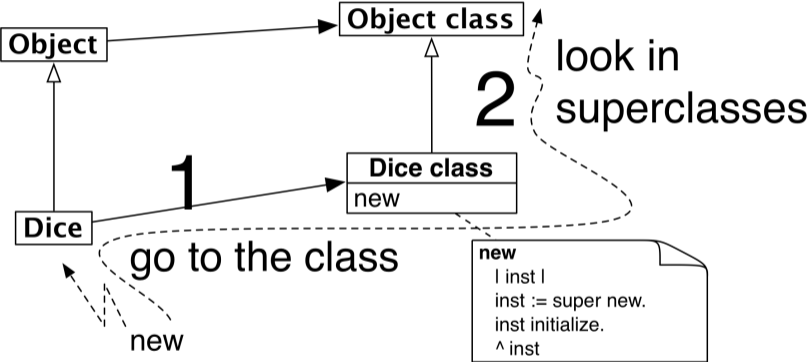 Object
Object class
look in
superclasses
2
Dice class
new
1
Dice
go to the class
new
new
| inst |
inst := super new.
inst initialize.
^ inst